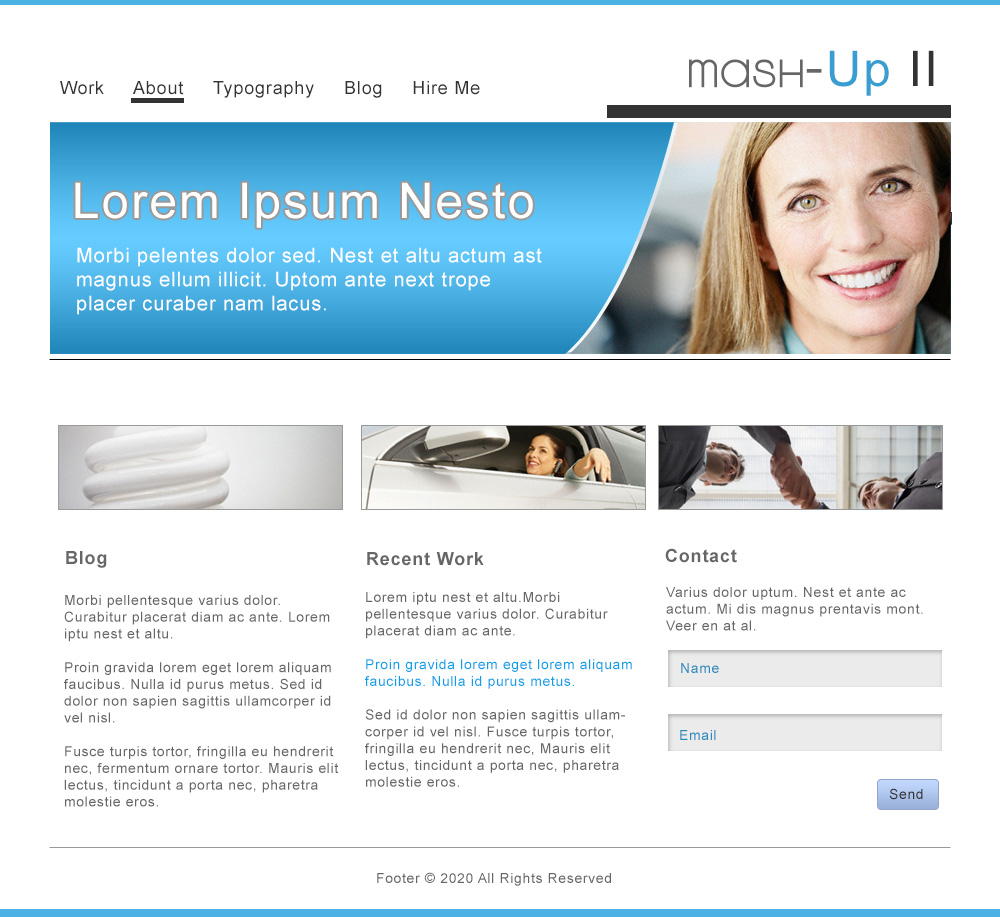 Work About Typography Blog Hire Me
mash-Up II
Lorem Ipsum Nesto
Morbi pelentes dolor sed. Nest et altu actum ast
magnus ellum illicit. Uptom ante next trope
placer curaber nam lacus.
Blog
Morbi pellentesque varius dolor.
Curabitur placerat diam ac ante. Lorem
iptu nest et altu.
Proin gravida lorem eget lorem aliquam
faucibus. Nulla id purus metus. Sed id
dolor non sapien sagittis ullamcorper id
vel nisl.
Fusce turpis tortor, fringilla eu hendrerit
nec, fermentum ornare tortor. Mauris elit
lectus, tincidunt a porta nec, pharetra
molestie eros.
Recent Work
Lorem iptu nest et altu.Morbi
pellentesque varius dolor. Curabitur
placerat diam ac ante.
Proin gravida lorem eget lorem aliquam
faucibus. Nulla id purus metus.
Sed id dolor non sapien sagittis ullam-
corper id vel nisl. Fusce turpis tortor,
fringilla eu hendrerit nec, Mauris elit
lectus, tincidunt a porta nec, pharetra
molestie eros.
Contact
Varius dolor uptum. Nest et ante ac
actum. Mi dis magnus prentavis mont.
Veer en at al.
Name
Email
Send
Footer © 2020 All Rights Reserved